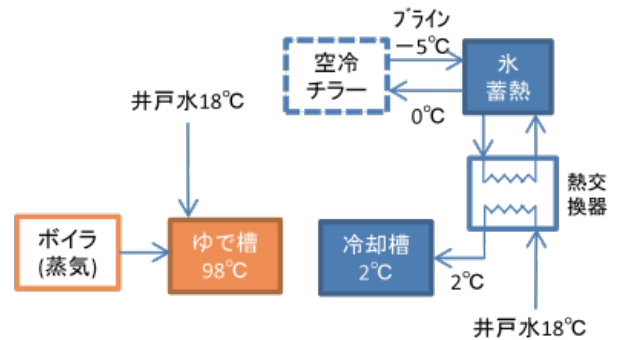 ブライン
－5℃
空冷
チラー
氷
蓄熱
0℃
井戸水18℃
熱交
換器
ボイラ
(蒸気)
ゆで槽
98℃
冷却槽
2℃
2℃
井戸水18℃